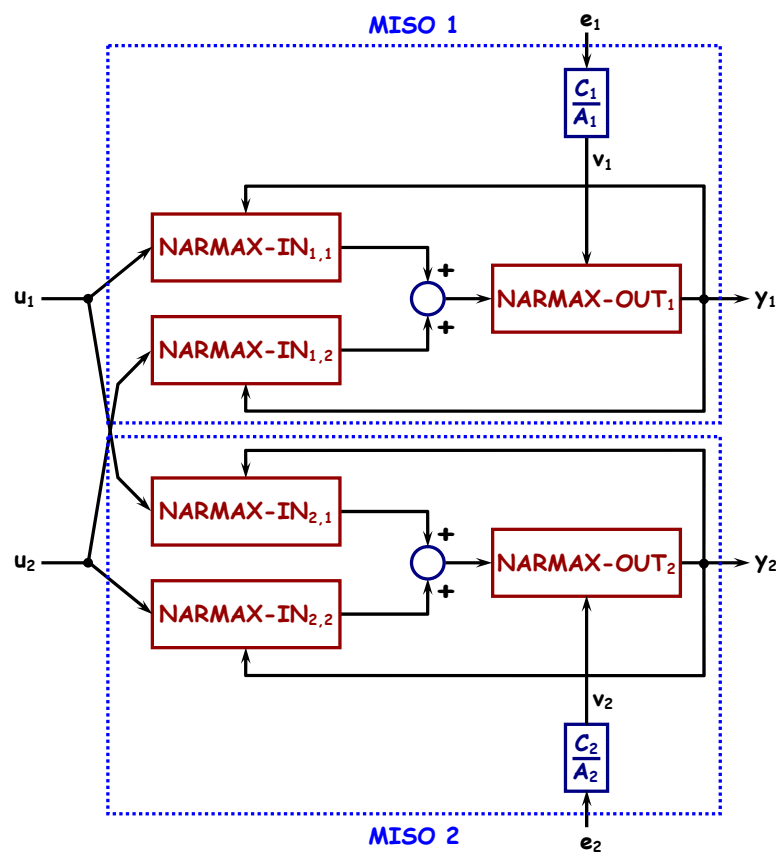 MISO 1
e₁
C₁
A₁
v₁
NARMAX-IN₁,₁
+
u₁
NARMAX-OUT₁
y₁
+
NARMAX-IN₁,₂
NARMAX-IN₂,₁
+
u₂
NARMAX-OUT₂
y₂
+
NARMAX-IN₂,₂
v₂
C₂
A₂
MISO 2
e₂